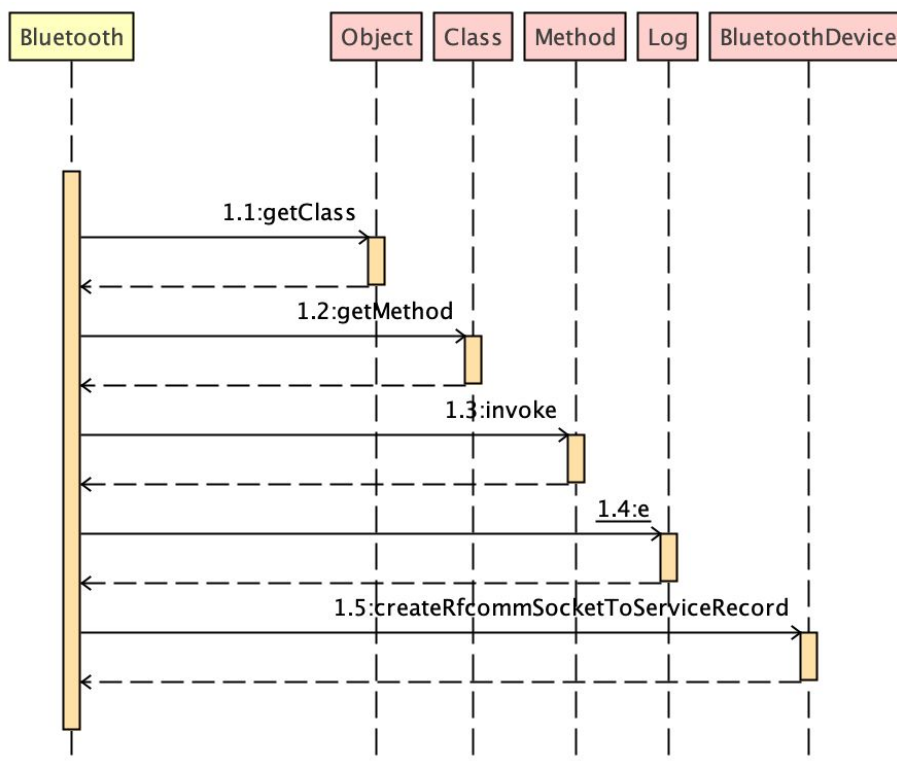 Bluetooth
Object
Class
Method
Log
BluetoothDevice
1.1:getClass
1.2:getMethod
1.3:invoke
1.4:e
1.5:createRfcommSocketToServiceRecord